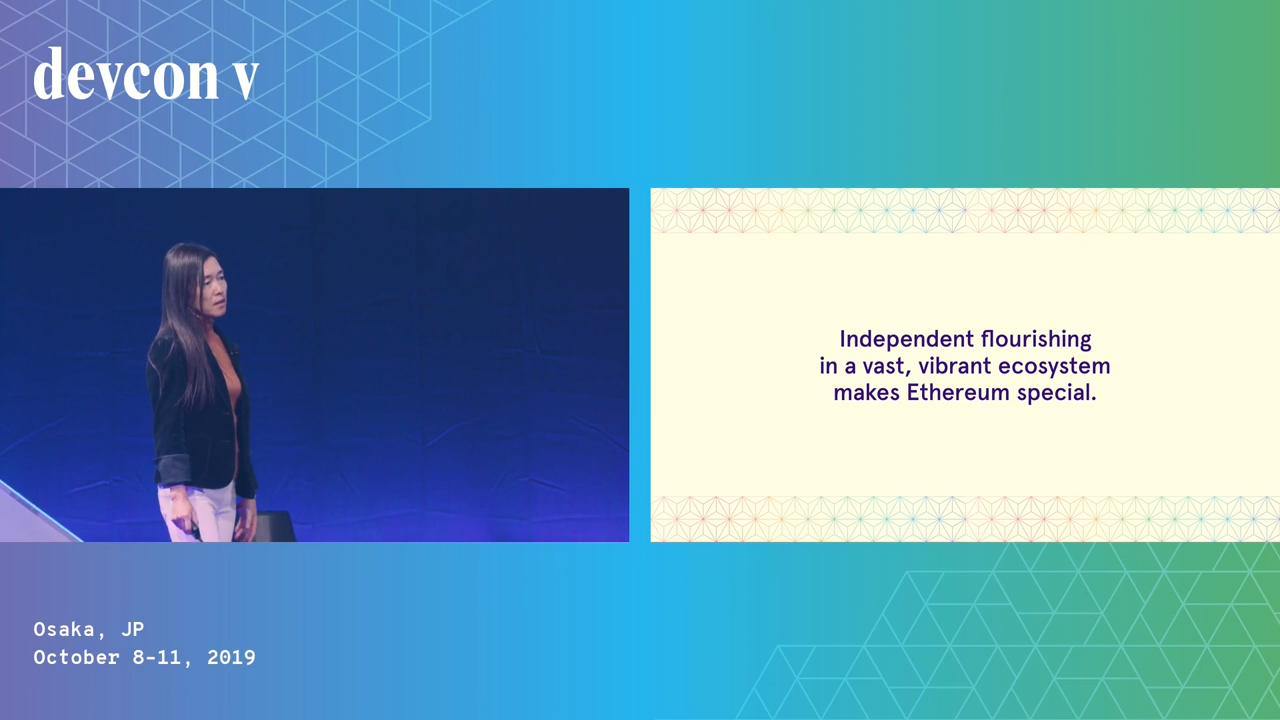 devcon v
Independent flourishing
in a vast, vibrant ecosystem
makes Ethereum special.
Osaka, JP
October 8-11, 2019